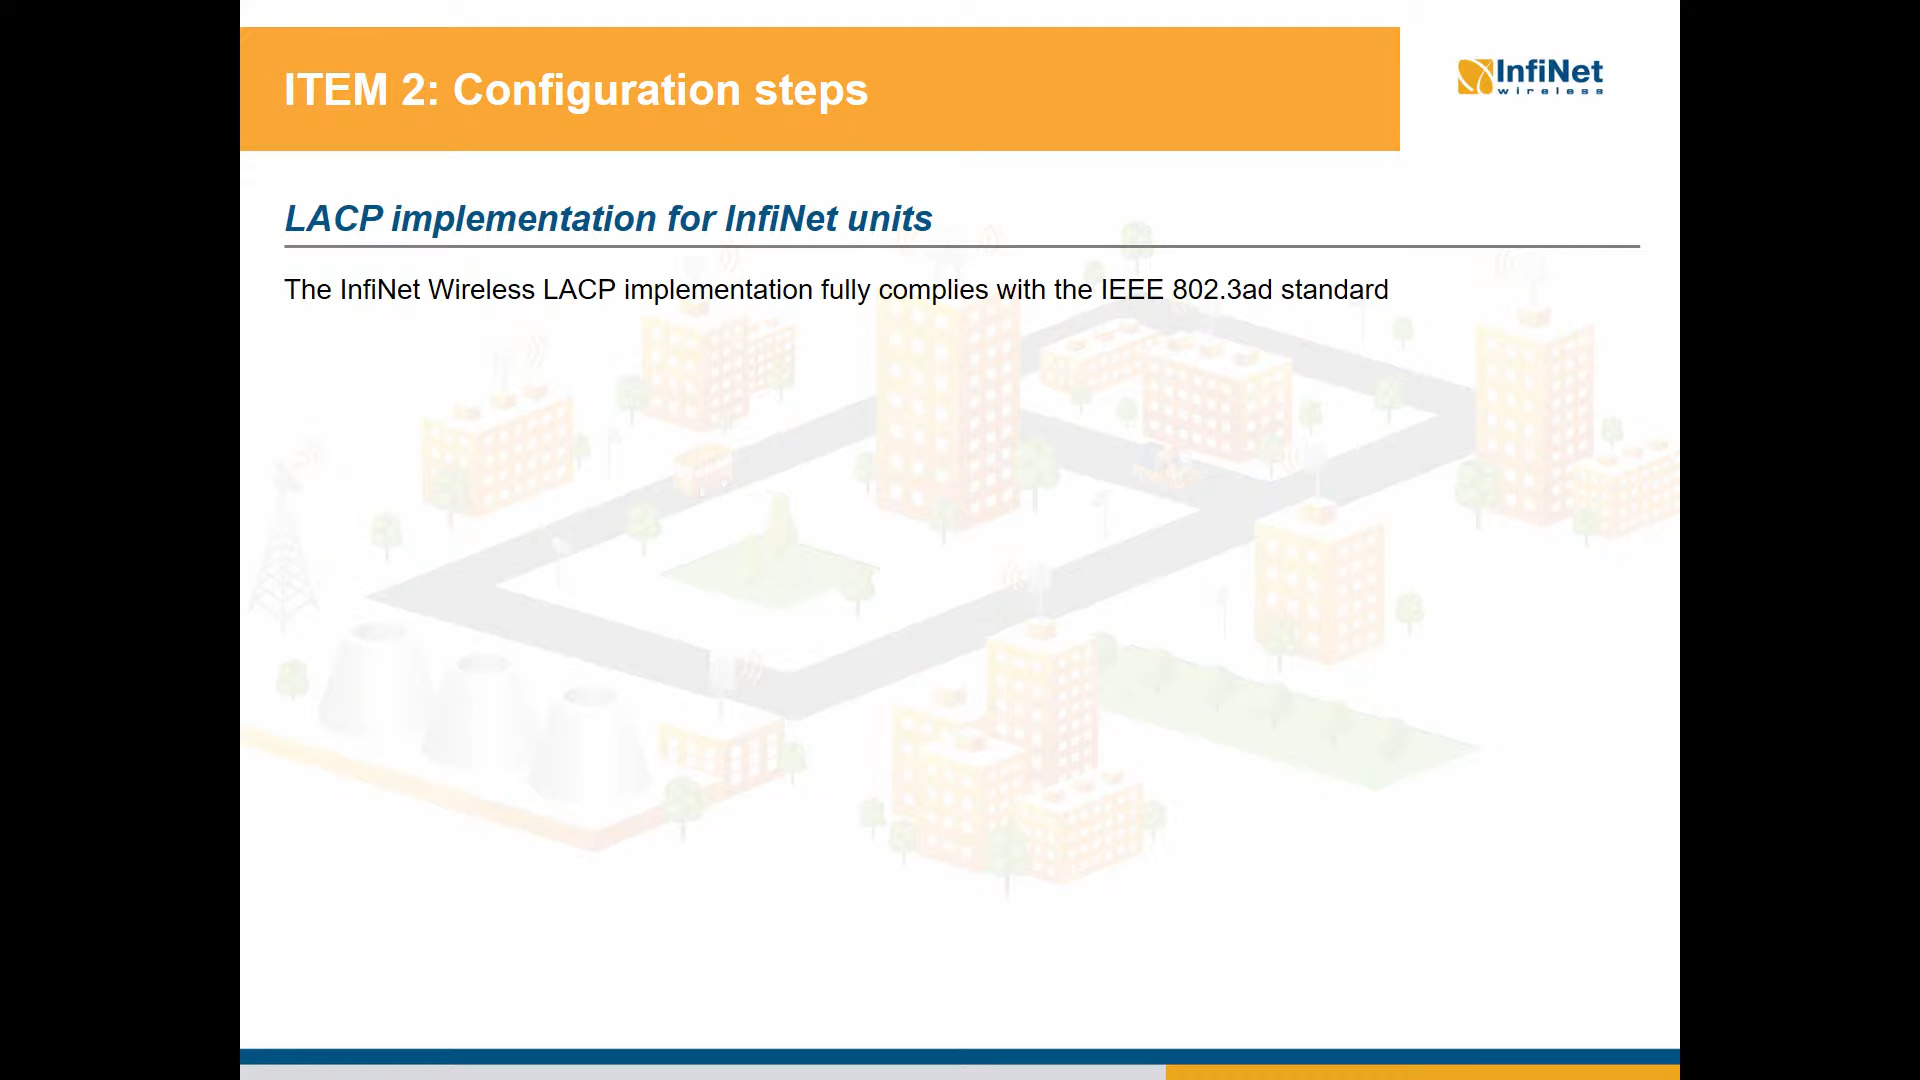 ITEM 2: Configuration steps
InfiNet
wireless
LACP implementation for InfiNet units
The InfiNet Wireless LACP implementation fully complies with the IEEE 802.3ad standard